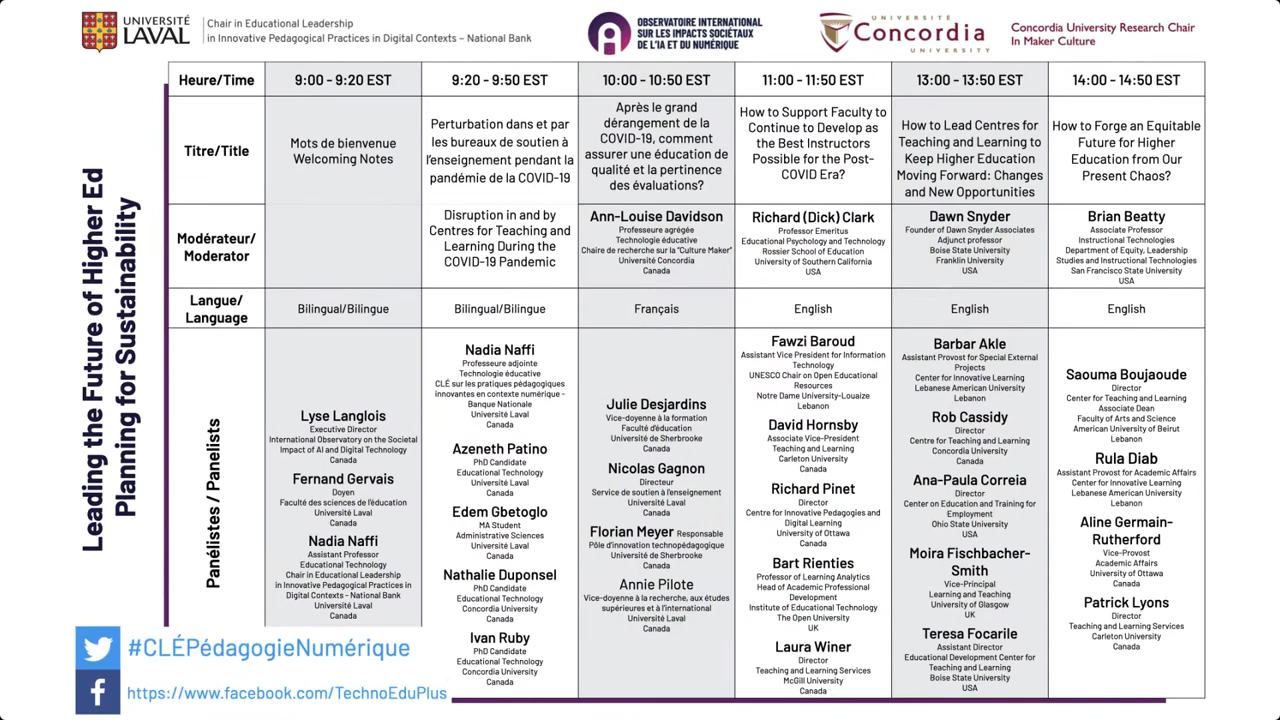 UNIVERSITÉ
LAVAL
Chair in Educational Leadership
in Innovative Pedagogical Practices in Digital Contexts – National Bank
OBSERVATOIRE INTERNATIONAL
SUR LES IMPACTS SOCIÉTAUX
DE L'IA ET DU NUMÉRIQUE
UNIVERSITÉ
Concordia
UNIVERSITY
Concordia University Research Chair
In Maker Culture
Leading the Future of Higher Ed
Planning for Sustainability
Heure/Time
9:00 - 9:20 EST
9:20 - 9:50 EST
10:00 - 10:50 EST
11:00 - 11:50 EST
13:00 - 13:50 EST
14:00 - 14:50 EST
Titre/Title
Mots de bienvenue
Welcoming Notes
Perturbation dans et par
les bureaux de soutien à
l'enseignement pendant la
pandémie de la COVID-19
Après le grand
dérangement de la
COVID-19, comment
assurer une éducation de
qualité et la pertinence
des évaluations?
How to Support Faculty to
Continue to Develop as
the Best Instructors
Possible for the Post-
COVID Era?
How to Lead Centres for
Teaching and Learning to
Keep Higher Education
Moving Forward: Changes
and New Opportunities
How to Forge an Equitable
Future for Higher
Education from Our
Present Chaos?
Modérateur/
Moderator
Disruption in and by
Centres for Teaching and
Learning During the
COVID-19 Pandemic
Ann-Louise Davidson
Professeure agrégée
Technologie éducative
Chaire de recherche sur la "Culture Maker"
Université Concordia
Canada
Richard (Dick) Clark
Professor Emeritus
Educational Psychology and Technology
Rossier School of Education
University of Southern California
USA
Dawn Snyder
Founder of Dawn Snyder Associates
Adjunct professor
Boise State University
Franklin University
USA
Brian Beatty
Associate Professor
Instructional Technologies
Department of Equity, Leadership
Studies and Instructional Technologies
San Francisco State University
USA
Langue/
Language
Bilingual/Bilingue
Bilingual/Bilingue
Français
English
English
English
Panélistes / Panelists
Lyse Langlois
Executive Director
International Observatory on the Societal
Impact of AI and Digital Technology
Canada
Fernand Gervais
Doyen
Faculté des sciences de l'éducation
Université Laval
Canada
Nadia Naffi
Assistant Professor
Educational Technology
Chair in Educational Leadership
in Innovative Pedagogical Practices in
Digital Contexts – National Bank
Université Laval
Canada
Nadia Naffi
Professeure adjointe
Technologie éducative
CLÉ sur les pratiques pédagogiques
innovantes en contexte numérique -
Banque Nationale
Université Laval
Canada
Azeneth Patino
PhD Candidate
Educational Technology
Université Laval
Canada
Edem Gbetoglo
MA Student
Administrative Sciences
Université Laval
Canada
Nathalie Duponsel
PhD Candidate
Educational Technology
Concordia University
Canada
Ivan Ruby
PhD Candidate
Educational Technology
Concordia University
Canada
Julie Desjardins
Vice-doyenne à la formation
Faculté d'éducation
Université de Sherbrooke
Canada
Nicolas Gagnon
Directeur
Service de soutien à l'enseignement
Université Laval
Canada
Florian Meyer Responsable
Pôle d'innovation technopédagogique
Université de Sherbrooke
Canada
Annie Pilote
Vice-doyenne à la recherche, aux études
supérieures et à l'international
Université Laval
Canada
Fawzi Baroud
Assistant Vice President for Information
Technology
UNESCO Chair on Open Educational
Resources
Notre Dame University-Louaize
Lebanon
David Hornsby
Associate Vice-President
Teaching and Learning
Carleton University
Canada
Richard Pinet
Director
Centre for Innovative Pedagogies and
Digital Learning
University of Ottawa
Canada
Bart Rienties
Professor of Learning Analytics
Head of Academic Professional
Development
Institute of Educational Technology
The Open University
UK
Laura Winer
Director
Teaching and Learning Services
McGill University
Canada
Barbar Akle
Assistant Provost for Special External
Projects
Center for Innovative Learning
Lebanese American University
Lebanon
Rob Cassidy
Director
Centre for Teaching and Learning
Concordia University
Canada
Ana-Paula Correia
Director
Center on Education and Training for
Employment
Ohio State University
USA
Moira Fischbacher-
Smith
Vice-Principal
Learning and Teaching
University of Glasgow
UK
Teresa Focarile
Assistant Director
Educational Development Center for
Teaching and Learning
Boise State University
USA
Saouma Boujaoude
Director
Center for Teaching and Learning
Associate Dean
Faculty of Arts and Science
American University of Beirut
Lebanon
Rula Diab
Assistant Provost for Academic Affairs
Center for Innovative Learning
Lebanese American University
Lebanon
Aline Germain-
Rutherford
Vice-Provost
Academic Affairs
University of Ottawa
Canada
Patrick Lyons
Director
Teaching and Learning Services
Carleton University
Canada
#CLÉPédagogieNumérique
https://www.facebook.com/TechnoEduPlus